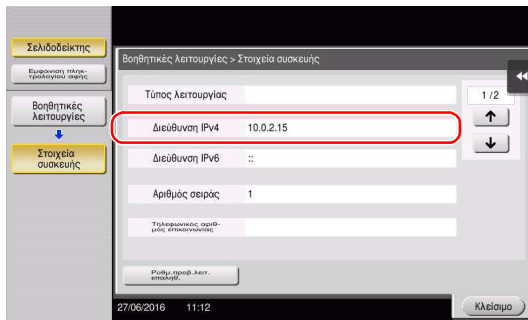 Σελιδοδείκτης
Εμφάνιση πληκ-
τρολογίου αφής
Βοηθητικές
λειτουργίες
Στοιχεία
συσκευής
Βοηθητικές λειτουργίες > Στοιχεία συσκευής
Τύπος λειτουργίας
1/2
Διεύθυνση IPv4 10.0.2.15
Διεύθυνση IPv6 ::
Αριθμός σειράς 1
Τηλεφωνικός αριθ-
μός επικοινωνίας
Ρύθμ.προβ.λειτ.
επαλήθ.
27/06/2016 11:12
Κλείσιμο